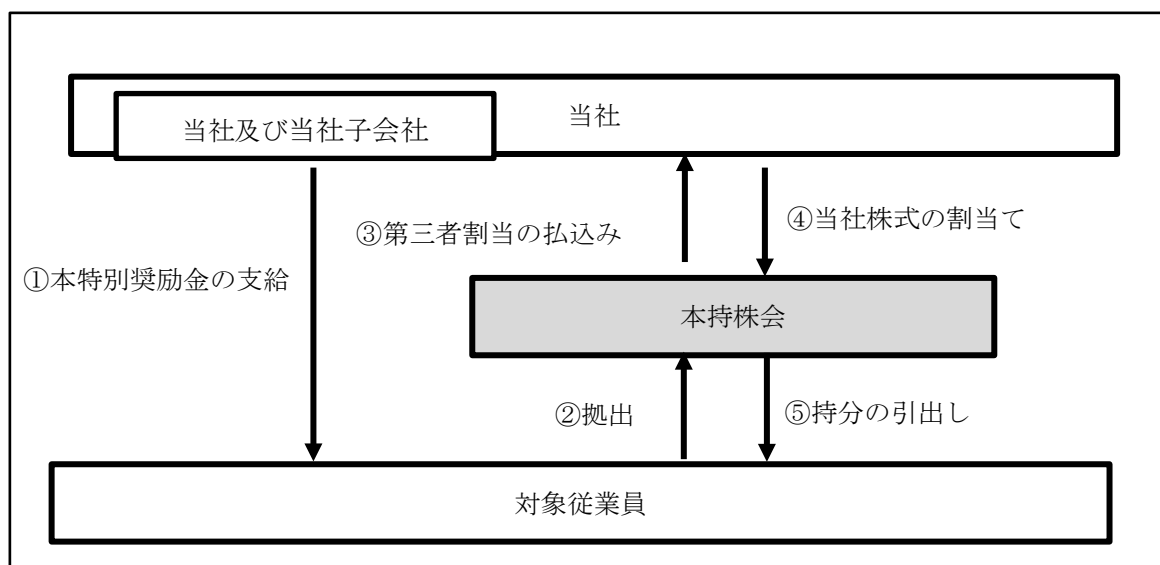 当社
当社及び当社子会社
④当社株式の割当て
③第三者割当の払込み
①本特別奨励金の支給
本持株会
②拠出
⑤持分の引出し
対象従業員